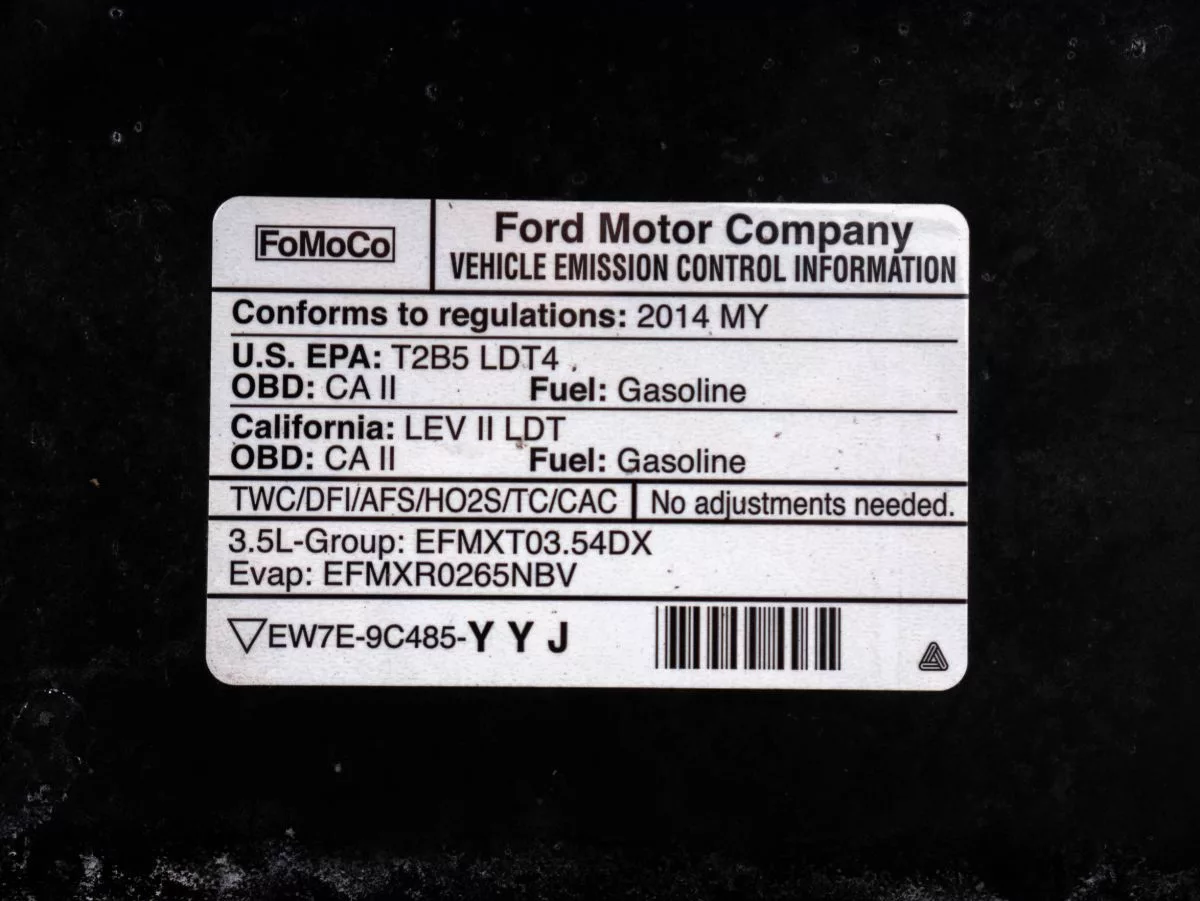 FoMoCo
Ford Motor Company
VEHICLE EMISSION CONTROL INFORMATION
Conforms to regulations: 2014 MY
U.S. EPA: T2B5 LDT4
OBD: CA II Fuel: Gasoline
California: LEV II LDT
OBD: CA II Fuel: Gasoline
TWC/DFI/AFS/HO2S/TC/CAC No adjustments needed.
3.5L-Group: EFMXT03.54DX
Evap: EFMXR0265NBV
EW7E-9C485-Y Y J